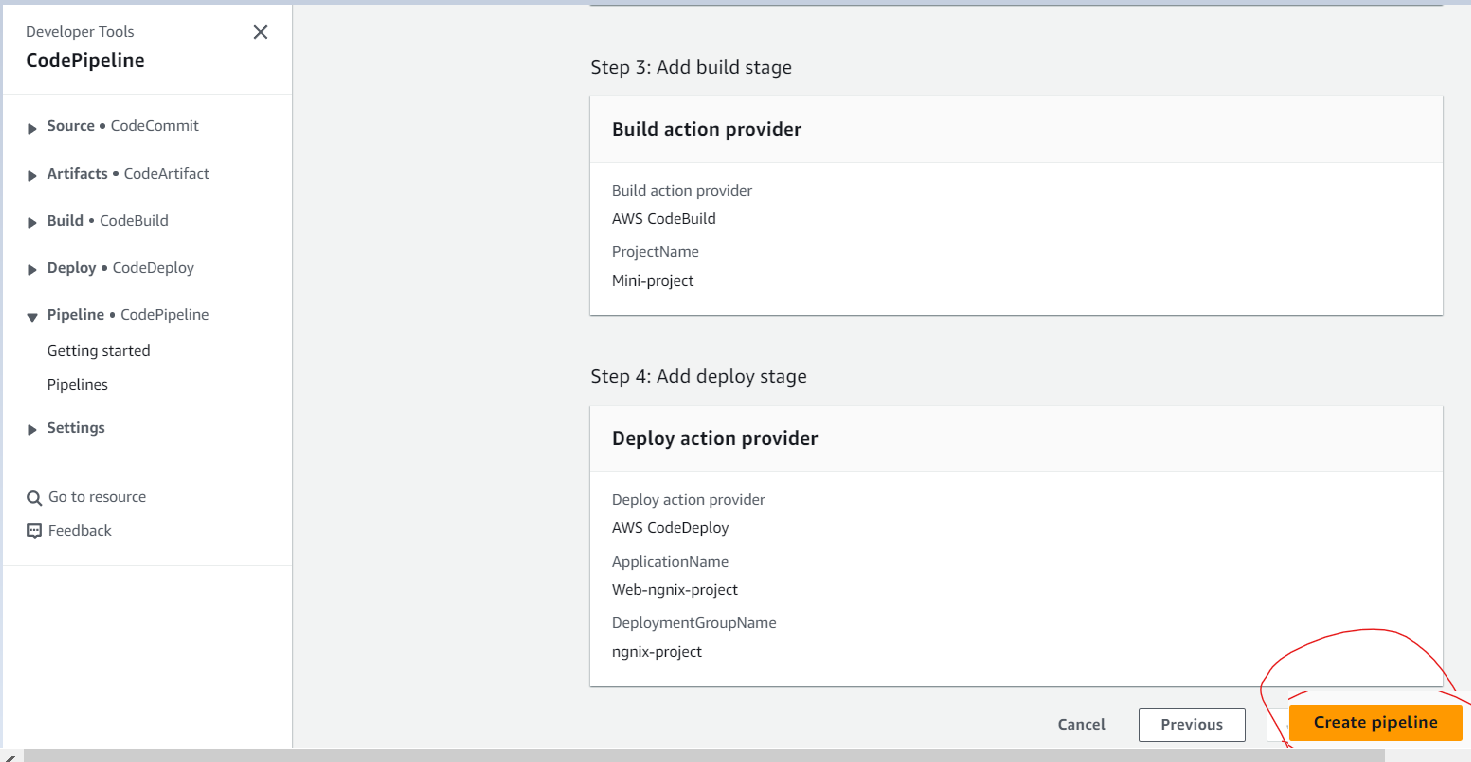 Developer Tools
CodePipeline
Source • CodeCommit
Artifacts • CodeArtifact
Build • CodeBuild
Deploy • CodeDeploy
Pipeline • CodePipeline
Getting started
Pipelines
Settings
Go to resource
Feedback
Step 3: Add build stage
Build action provider
Build action provider
AWS CodeBuild
ProjectName
Mini-project
Step 4: Add deploy stage
Deploy action provider
Deploy action provider
AWS CodeDeploy
ApplicationName
Web-ngnix-project
DeploymentGroupName
ngnix-project
Cancel
Previous
Create pipeline